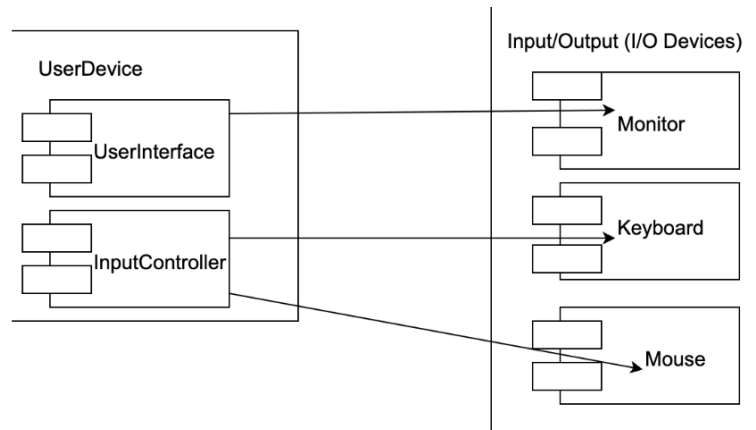 UserDevice
UserInterface
InputController
Input/Output (I/O Devices)
Monitor
Keyboard
Mouse